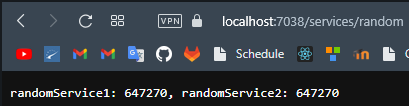 VPN localhost:7038/services/random
Schedule
randomService1: 647270, randomService2: 647270